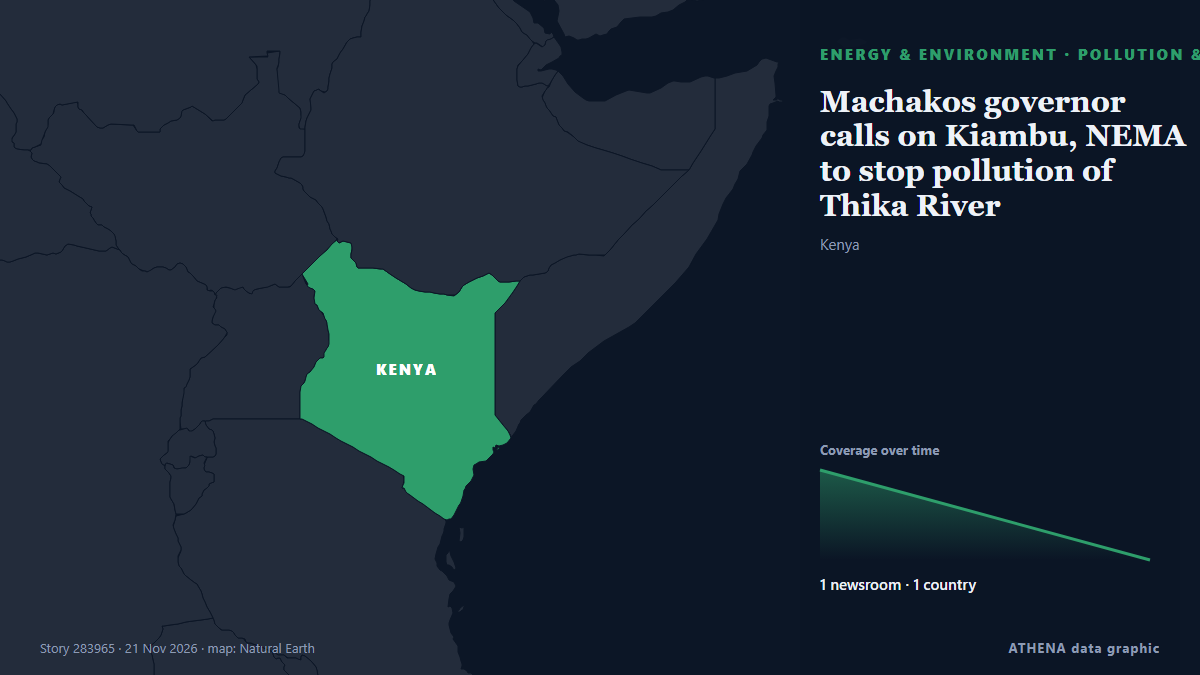 ENERGY & ENVIRONMENT · POLLUTION &
Machakos governor
calls on Kiambu, NEMA
to stop pollution of
Thika River
Kenya
KENYA
Coverage over time
1 newsroom · 1 country
Story 283965 · 21 Nov 2026 · map: Natural Earth
ATHENA data graphic